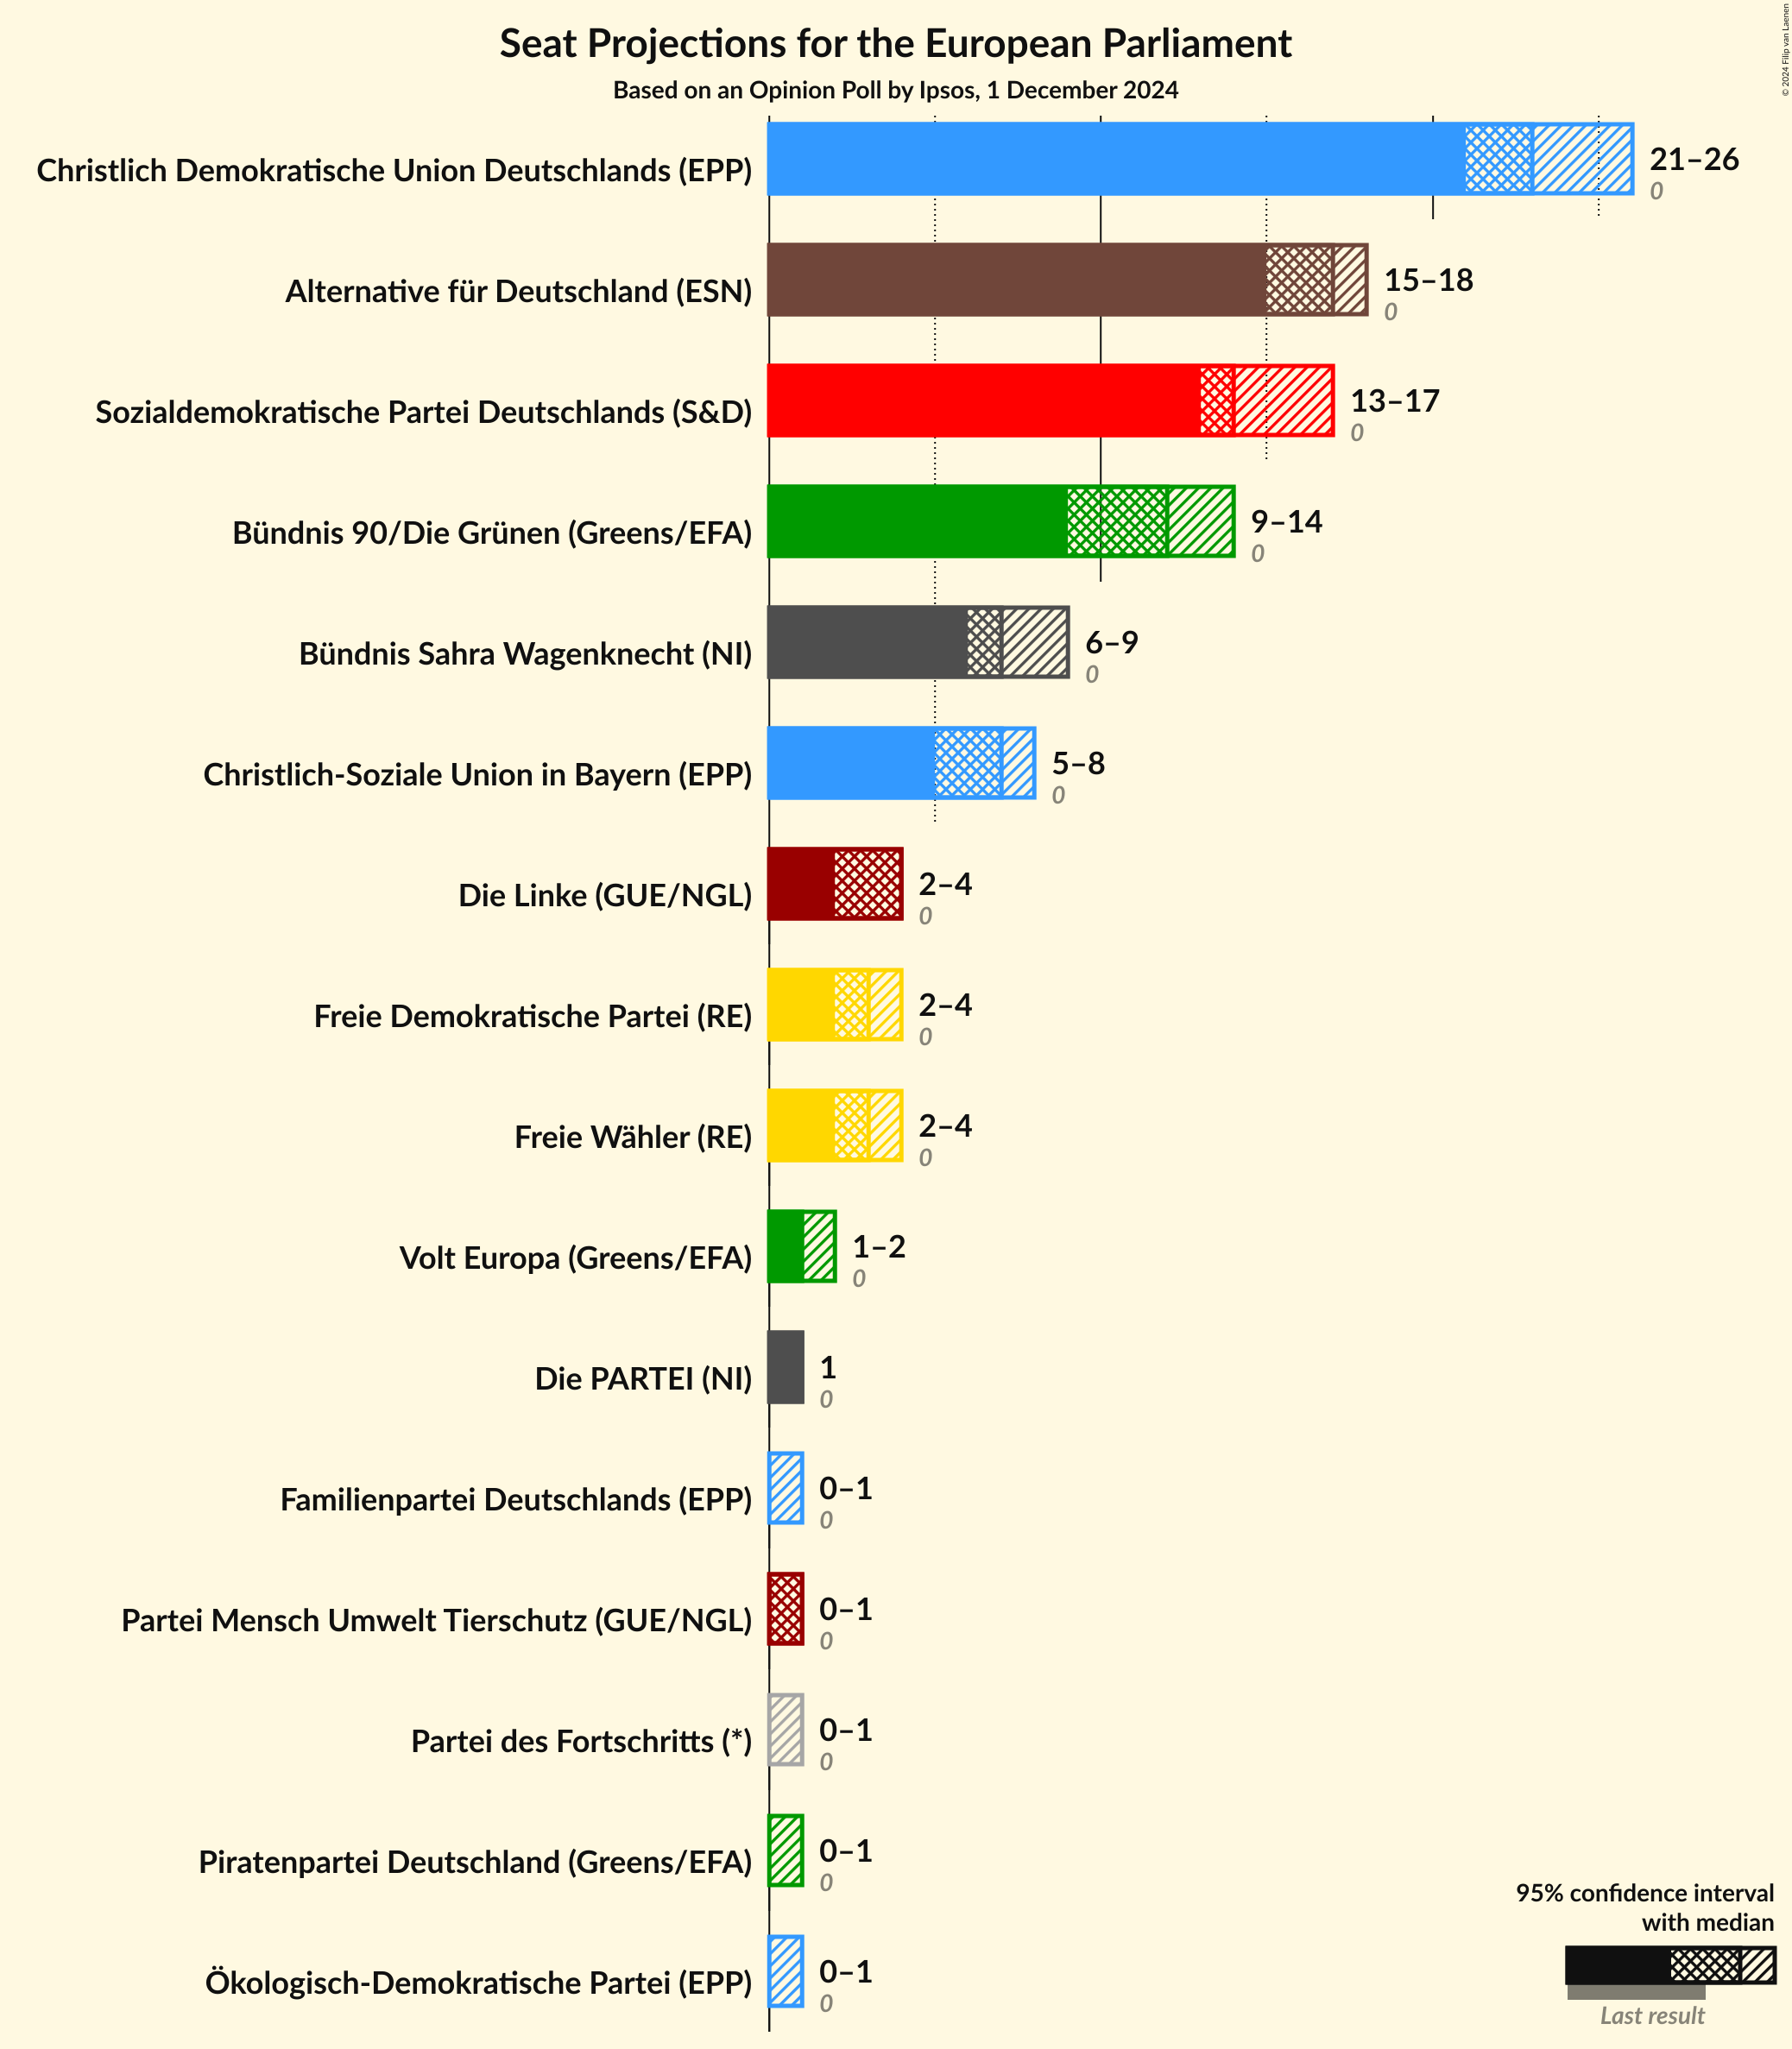 Seat Projections for the European Parliament
Based on an Opinion Poll by Ipsos, 1 December 2024
© 2024 Filip van Laenen
Christlich Demokratische Union Deutschlands (EPP)
21–26
0
Alternative für Deutschland (ESN)
15–18
0
Sozialdemokratische Partei Deutschlands (S&D)
13–17
0
Bündnis 90/Die Grünen (Greens/EFA)
9–14
0
Bündnis Sahra Wagenknecht (NI)
6–9
0
Christlich-Soziale Union in Bayern (EPP)
5–8
0
Die Linke (GUE/NGL)
2–4
0
Freie Demokratische Partei (RE)
2–4
0
Freie Wähler (RE)
2–4
0
Volt Europa (Greens/EFA)
1–2
0
Die PARTEI (NI)
1
0
Familienpartei Deutschlands (EPP)
0–1
0
Partei Mensch Umwelt Tierschutz (GUE/NGL)
0–1
0
Partei des Fortschritts (*)
0–1
0
Piratenpartei Deutschland (Greens/EFA)
0–1
0
Ökologisch-Demokratische Partei (EPP)
0–1
0
95% confidence interval
with median
Last result